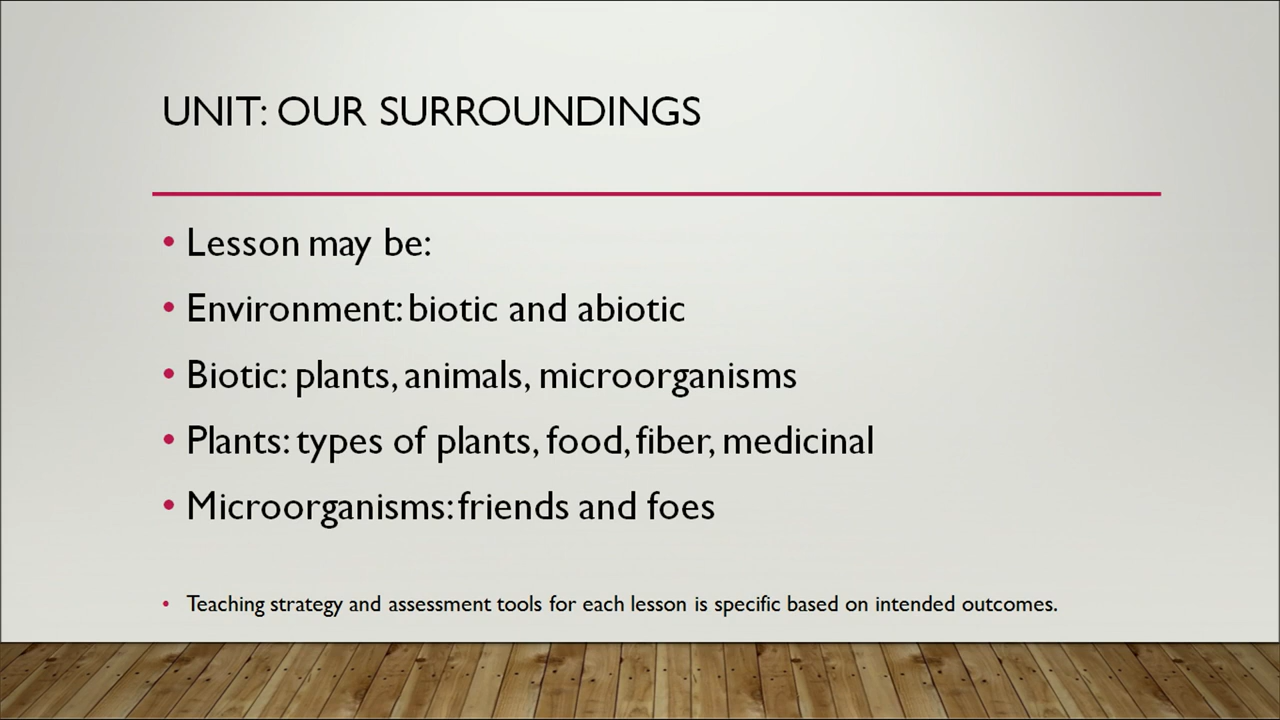 UNIT: OUR SURROUNDINGS
• Lesson may be:
• Environment: biotic and abiotic
• Biotic: plants, animals, microorganisms
• Plants: types of plants, food, fiber, medicinal
• Microorganisms: friends and foes
• Teaching strategy and assessment tools for each lesson is specific based on intended outcomes.